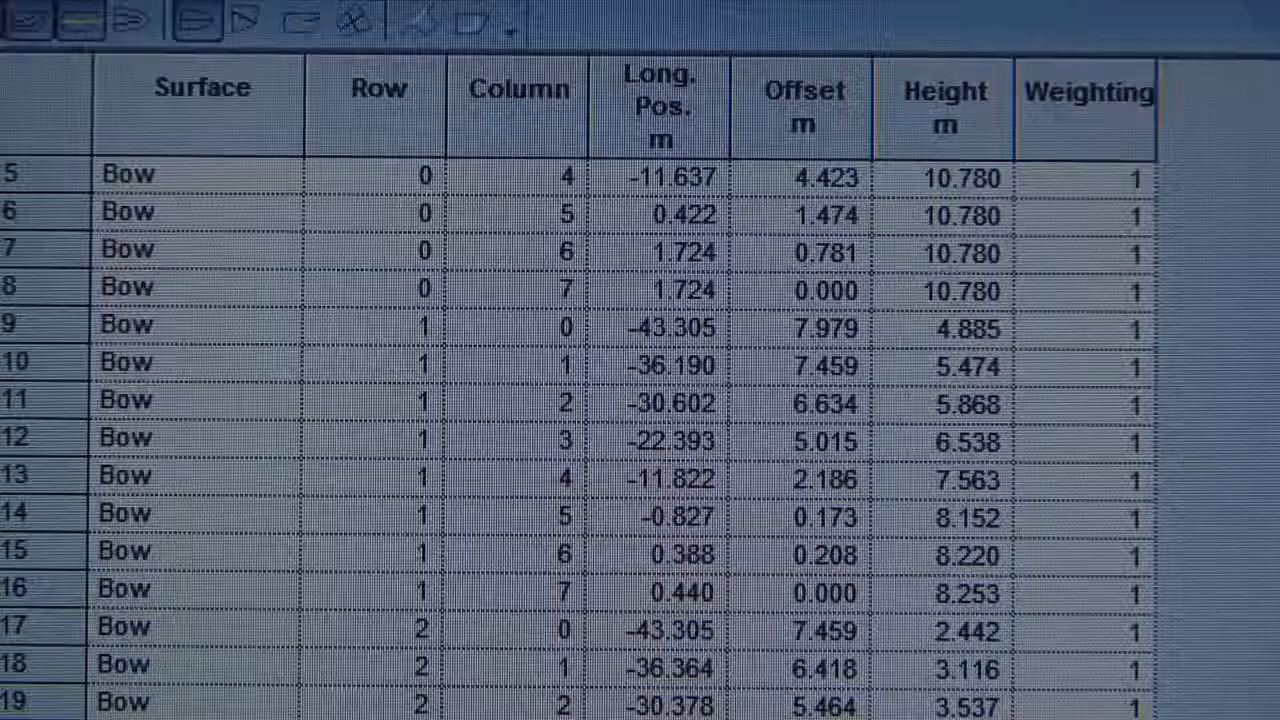 Surface Row Column Long. Pos. m Offset m Height m Weighting
5 Bow 0 4 -11.637 4.423 10.780 1
6 Bow 0 5 0.422 1.474 10.780 1
7 Bow 0 6 1.724 0.781 10.780 1
8 Bow 0 7 1.724 0.000 10.780 1
9 Bow 1 0 -43.305 7.979 4.885 1
10 Bow 1 1 -36.190 7.459 5.474 1
11 Bow 1 2 -30.602 6.634 5.868 1
12 Bow 1 3 -22.393 5.015 6.538 1
13 Bow 1 4 -11.822 2.186 7.563 1
14 Bow 1 5 -0.827 0.173 8.152 1
15 Bow 1 6 0.388 0.208 8.220 1
16 Bow 1 7 0.440 0.000 8.253 1
17 Bow 2 0 -43.305 7.459 2.442 1
18 Bow 2 1 -36.364 6.418 3.116 1
19 Bow 2 2 -30.378 5.464 3.537 1